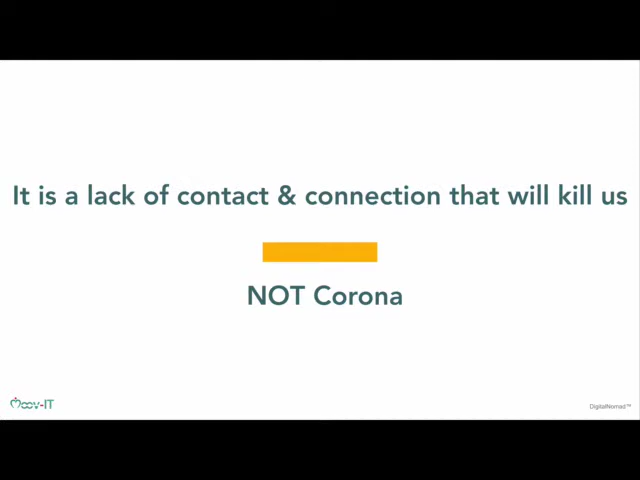 It is a lack of contact & connection that will kill us
NOT Corona
Moov-IT
DigitalNomad™